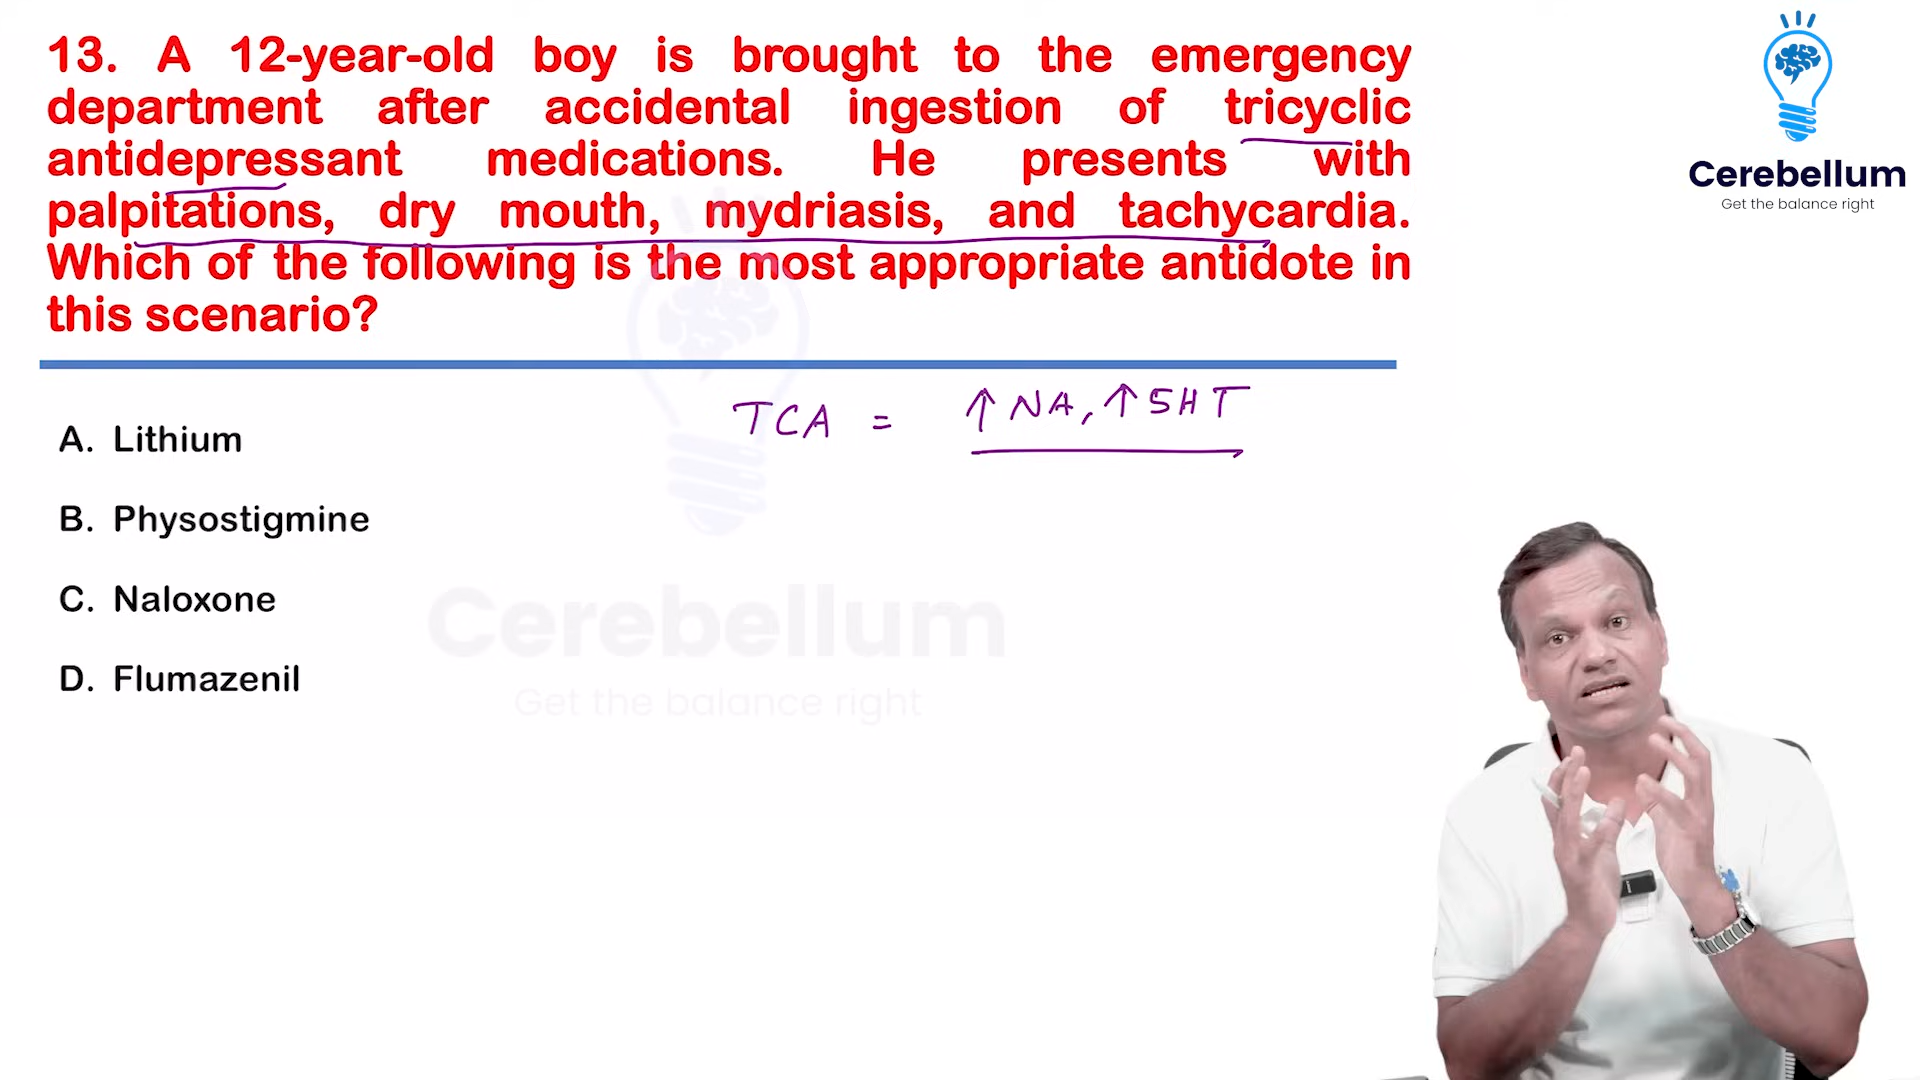 13. A 12-year-old boy is brought to the emergency
department after accidental ingestion of tricyclic
antidepressant medications. He presents with
palpitations, dry mouth, mydriasis, and tachycardia.
Which of the following is the most appropriate antidote in
this scenario?
Cerebellum
Get the balance right
TCA = ↑ NA, ↑ 5HT
A. Lithium
B. Physostigmine
C. Naloxone
D. Flumazenil
Cerebellum
Get the balance right